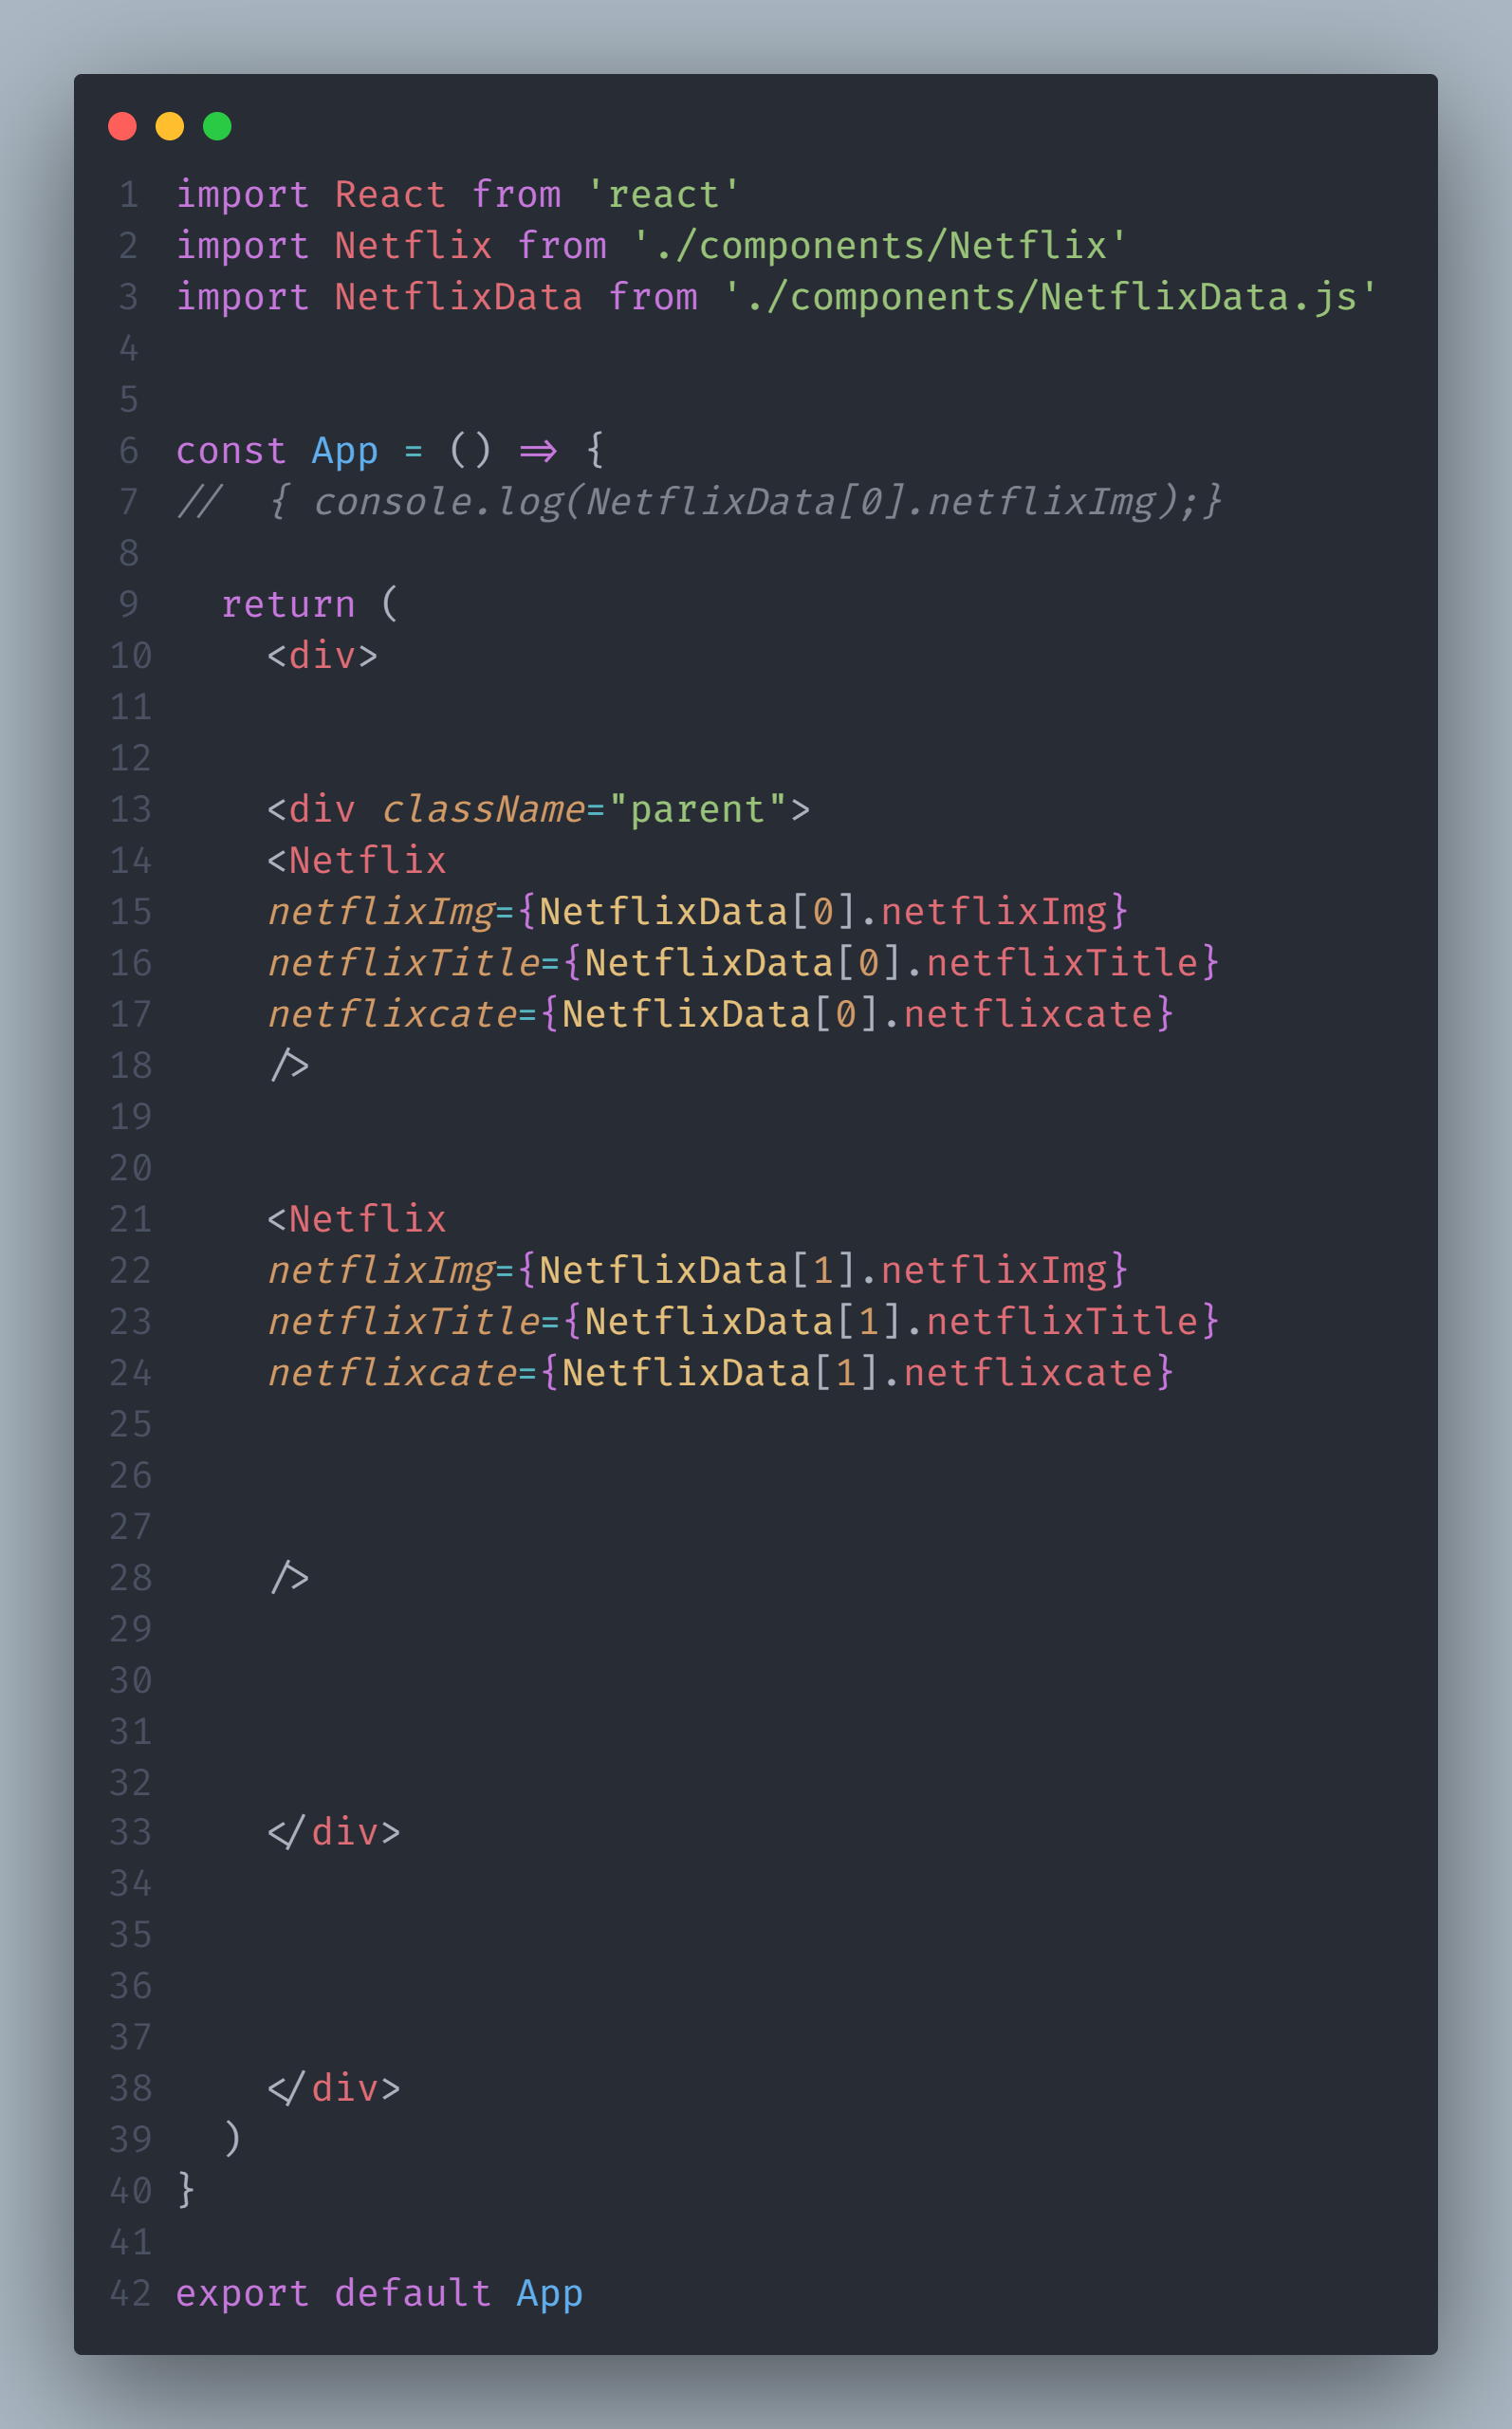 1 import React from 'react'
2 import Netflix from './components/Netflix'
3 import NetflixData from './components/NetflixData.js'
4
5
6 const App = () => {
7 //  { console.log(NetflixData[0].netflixImg);}
8
9   return (
10     <div>
11
12
13     <div className="parent">
14     <Netflix
15     netflixImg={NetflixData[0].netflixImg}
16     netflixTitle={NetflixData[0].netflixTitle}
17     netflixcate={NetflixData[0].netflixcate}
18     />
19
20
21     <Netflix
22     netflixImg={NetflixData[1].netflixImg}
23     netflixTitle={NetflixData[1].netflixTitle}
24     netflixcate={NetflixData[1].netflixcate}
25
26
27
28     />
29
30
31
32
33     </div>
34
35
36
37
38     </div>
39   )
40 }
41
42 export default App